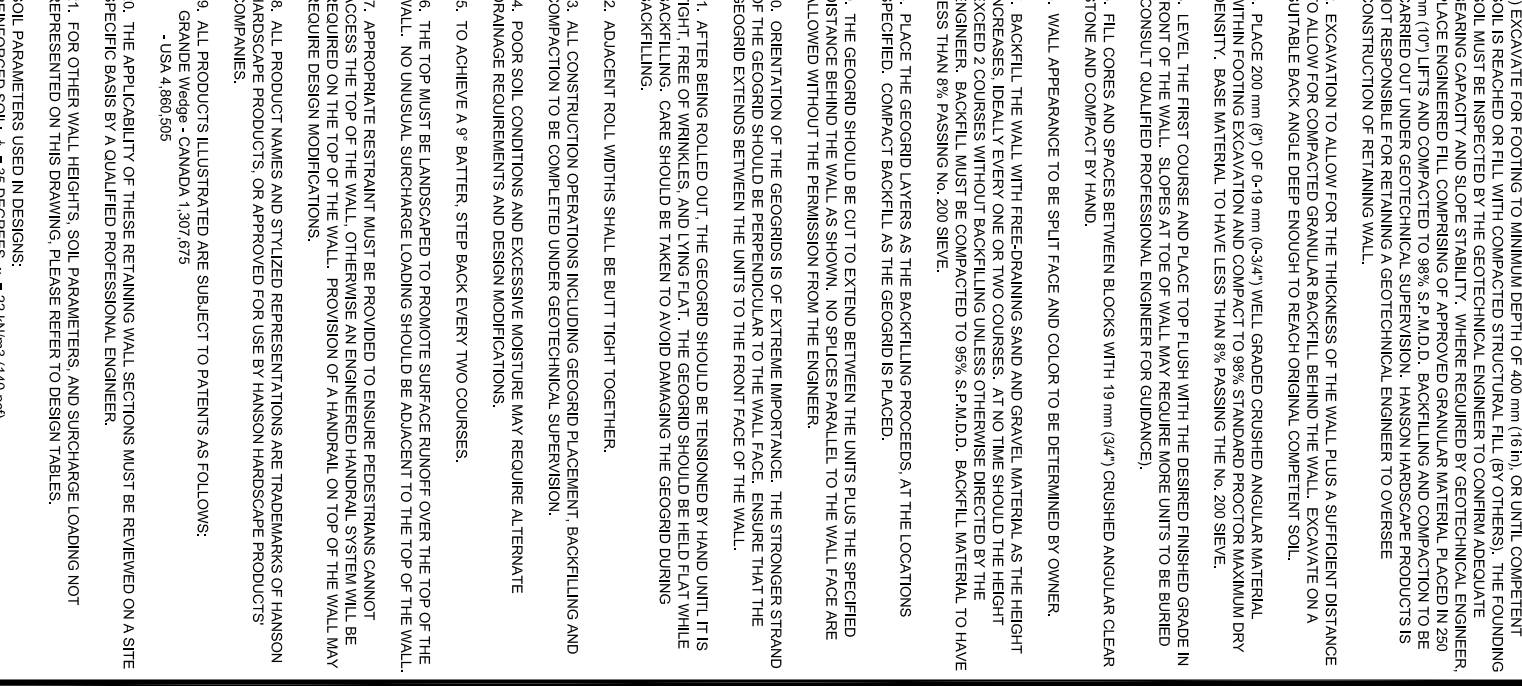 ) EXCAVATE FOR FOOTING TO MINIMUM DEPTH OF 400 mm (16 in), OR UNTIL COMPETENT
SOIL IS REACHED OR FILL WITH COMPACTED STRUCTURAL FILL (BY OTHERS). THE FOUNDING
SOIL MUST BE INSPECTED BY THE GEOTECHNICAL ENGINEER TO CONFIRM ADEQUATE
BEARING CAPACITY AND SLOPE STABILITY. WHERE REQUIRED BY GEOTECHNICAL ENGINEER,
PLACE ENGINEERED FILL COMPRISING OF APPROVED GRANULAR MATERIAL PLACED IN 250
mm (10") LIFTS AND COMPACTED TO 98% S.P.M.D.D. BACKFILLING AND COMPACTION TO BE
CARRIED OUT UNDER GEOTECHNICAL SUPERVISION. HANSON HARDSCAPE PRODUCTS IS
NOT RESPONSIBLE FOR RETAINING A GEOTECHNICAL ENGINEER TO OVERSEE
CONSTRUCTION OF RETAINING WALL.
. EXCAVATION TO ALLOW FOR THE THICKNESS OF THE WALL PLUS A SUFFICIENT DISTANCE
TO ALLOW FOR COMPACTED GRANULAR BACKFILL BEHIND THE WALL. EXCAVATE ON A
SUITABLE BACK ANGLE DEEP ENOUGH TO REACH ORIGINAL COMPETENT SOIL.
. PLACE 200 mm (8") OF 0-19 mm (0-3/4") WELL GRADED CRUSHED ANGULAR MATERIAL
WITHIN FOOTING EXCAVATION AND COMPACT TO 98% STANDARD PROCTOR MAXIMUM DRY
DENSITY. BASE MATERIAL TO HAVE LESS THAN 8% PASSING THE No. 200 SIEVE.
. LEVEL THE FIRST COURSE AND PLACE TOP FLUSH WITH THE DESIRED FINISHED GRADE IN
FRONT OF THE WALL. SLOPES AT TOE OF WALL MAY REQUIRE MORE UNITS TO BE BURIED
(CONSULT QUALIFIED PROFESSIONAL ENGINEER FOR GUIDANCE).
. FILL CORES AND SPACES BETWEEN BLOCKS WITH 19 mm (3/4") CRUSHED ANGULAR CLEAR
STONE AND COMPACT BY HAND.
. WALL APPEARANCE TO BE SPLIT FACE AND COLOR TO BE DETERMINED BY OWNER.
. BACKFILL THE WALL WITH FREE-DRAINING SAND AND GRAVEL MATERIAL AS THE HEIGHT
INCREASES, IDEALLY EVERY ONE OR TWO COURSES. AT NO TIME SHOULD THE HEIGHT
EXCEED 2 COURSES WITHOUT BACKFILLING UNLESS OTHERWISE DIRECTED BY THE
ENGINEER. BACKFILL MUST BE COMPACTED TO 95% S.P.M.D.D. BACKFILL MATERIAL TO HAVE
LESS THAN 8% PASSING No. 200 SIEVE.
. PLACE THE GEOGRID LAYERS AS THE BACKFILLING PROCEEDS, AT THE LOCATIONS
SPECIFIED. COMPACT BACKFILL AS THE GEOGRID IS PLACED.
. THE GEOGRID SHOULD BE CUT TO EXTEND BETWEEN THE UNITS PLUS THE SPECIFIED
DISTANCE BEHIND THE WALL AS SHOWN. NO SPLICES PARALLEL TO THE WALL FACE ARE
ALLOWED WITHOUT THE PERMISSION FROM THE ENGINEER.
0. ORIENTATION OF THE GEOGRIDS IS OF EXTREME IMPORTANCE. THE STRONGER STRAND
OF THE GEOGRID SHOULD BE PERPENDICULAR TO THE WALL FACE. ENSURE THAT THE
GEOGRID EXTENDS BETWEEN THE UNITS TO THE FRONT FACE OF THE WALL.
1. AFTER BEING ROLLED OUT, THE GEOGRID SHOULD BE TENSIONED BY HAND UNITL IT IS
TIGHT, FREE OF WRINKLES, AND LYING FLAT. THE GEOGRID SHOULD BE HELD FLAT WHILE
BACKFILLING. CARE SHOULD BE TAKEN TO AVOID DAMAGING THE GEOGRID DURING
BACKFILLING.
2. ADJACENT ROLL WIDTHS SHALL BE BUTT TIGHT TOGETHER.
3. ALL CONSTRUCTION OPERATIONS INCLUDING GEOGRID PLACEMENT, BACKFILLING AND
COMPACTION TO BE COMPLETED UNDER GEOTECHNICAL SUPERVISION.
4. POOR SOIL CONDITIONS AND EXCESSIVE MOISTURE MAY REQUIRE ALTERNATE
DRAINAGE REQUIREMENTS AND DESIGN MODIFICATIONS.
5. TO ACHIEVE A 9° BATTER, STEP BACK EVERY TWO COURSES.
6. THE TOP MUST BE LANDSCAPED TO PROMOTE SURFACE RUNOFF OVER THE TOP OF THE
WALL. NO UNUSUAL SURCHARGE LOADING SHOULD BE ADJACENT TO THE TOP OF THE WALL.
7. APPROPRIATE RESTRAINT MUST BE PROVIDED TO ENSURE PEDESTRIANS CANNOT
ACCESS THE TOP OF THE WALL, OTHERWISE AN ENGINEERED HANDRAIL SYSTEM WILL BE
REQUIRED ON THE TOP OF THE WALL. PROVISION OF A HANDRAIL ON TOP OF THE WALL MAY
REQUIRE DESIGN MODIFICATIONS.
8. ALL PRODUCT NAMES AND STYLIZED REPRESENTATIONS ARE TRADEMARKS OF HANSON
HARDSCAPE PRODUCTS, OR APPROVED FOR USE BY HANSON HARDSCAPE PRODUCTS'
COMPANIES.
9. ALL PRODUCTS ILLUSTRATED ARE SUBJECT TO PATENTS AS FOLLOWS:
GRANDE Wedge - CANADA 1,307,675
- USA 4,860,505
0. THE APPLICABILITY OF THESE RETAINING WALL SECTIONS MUST BE REVIEWED ON A SITE
SPECIFIC BASIS BY A QUALIFIED PROFESSIONAL ENGINEER.
1. FOR OTHER WALL HEIGHTS, SOIL PARAMETERS, AND SURCHARGE LOADING NOT
REPRESENTED ON THIS DRAWING, PLEASE REFER TO DESIGN TABLES.
SOIL PARAMETERS USED IN DESIGNS: